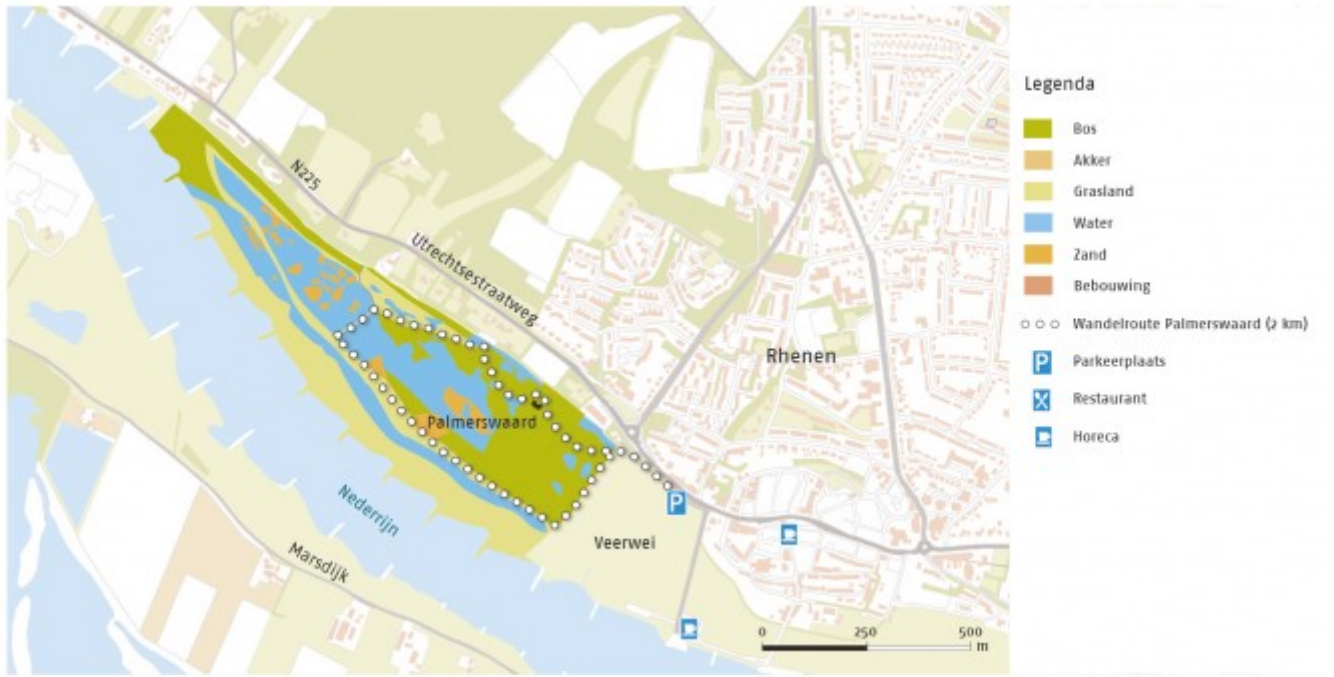 N225
Utrechtsestraatweg
Rhenen
Palmerswaard
Nederrijn
Marsdijk
Veerwei
P
0 250 500
m
Legenda
Bos
Akker
Grasland
Water
Zand
Bebouwing
Wandelroute Palmerswaard (2 km)
P Parkeerplaats
Restaurant
Horeca